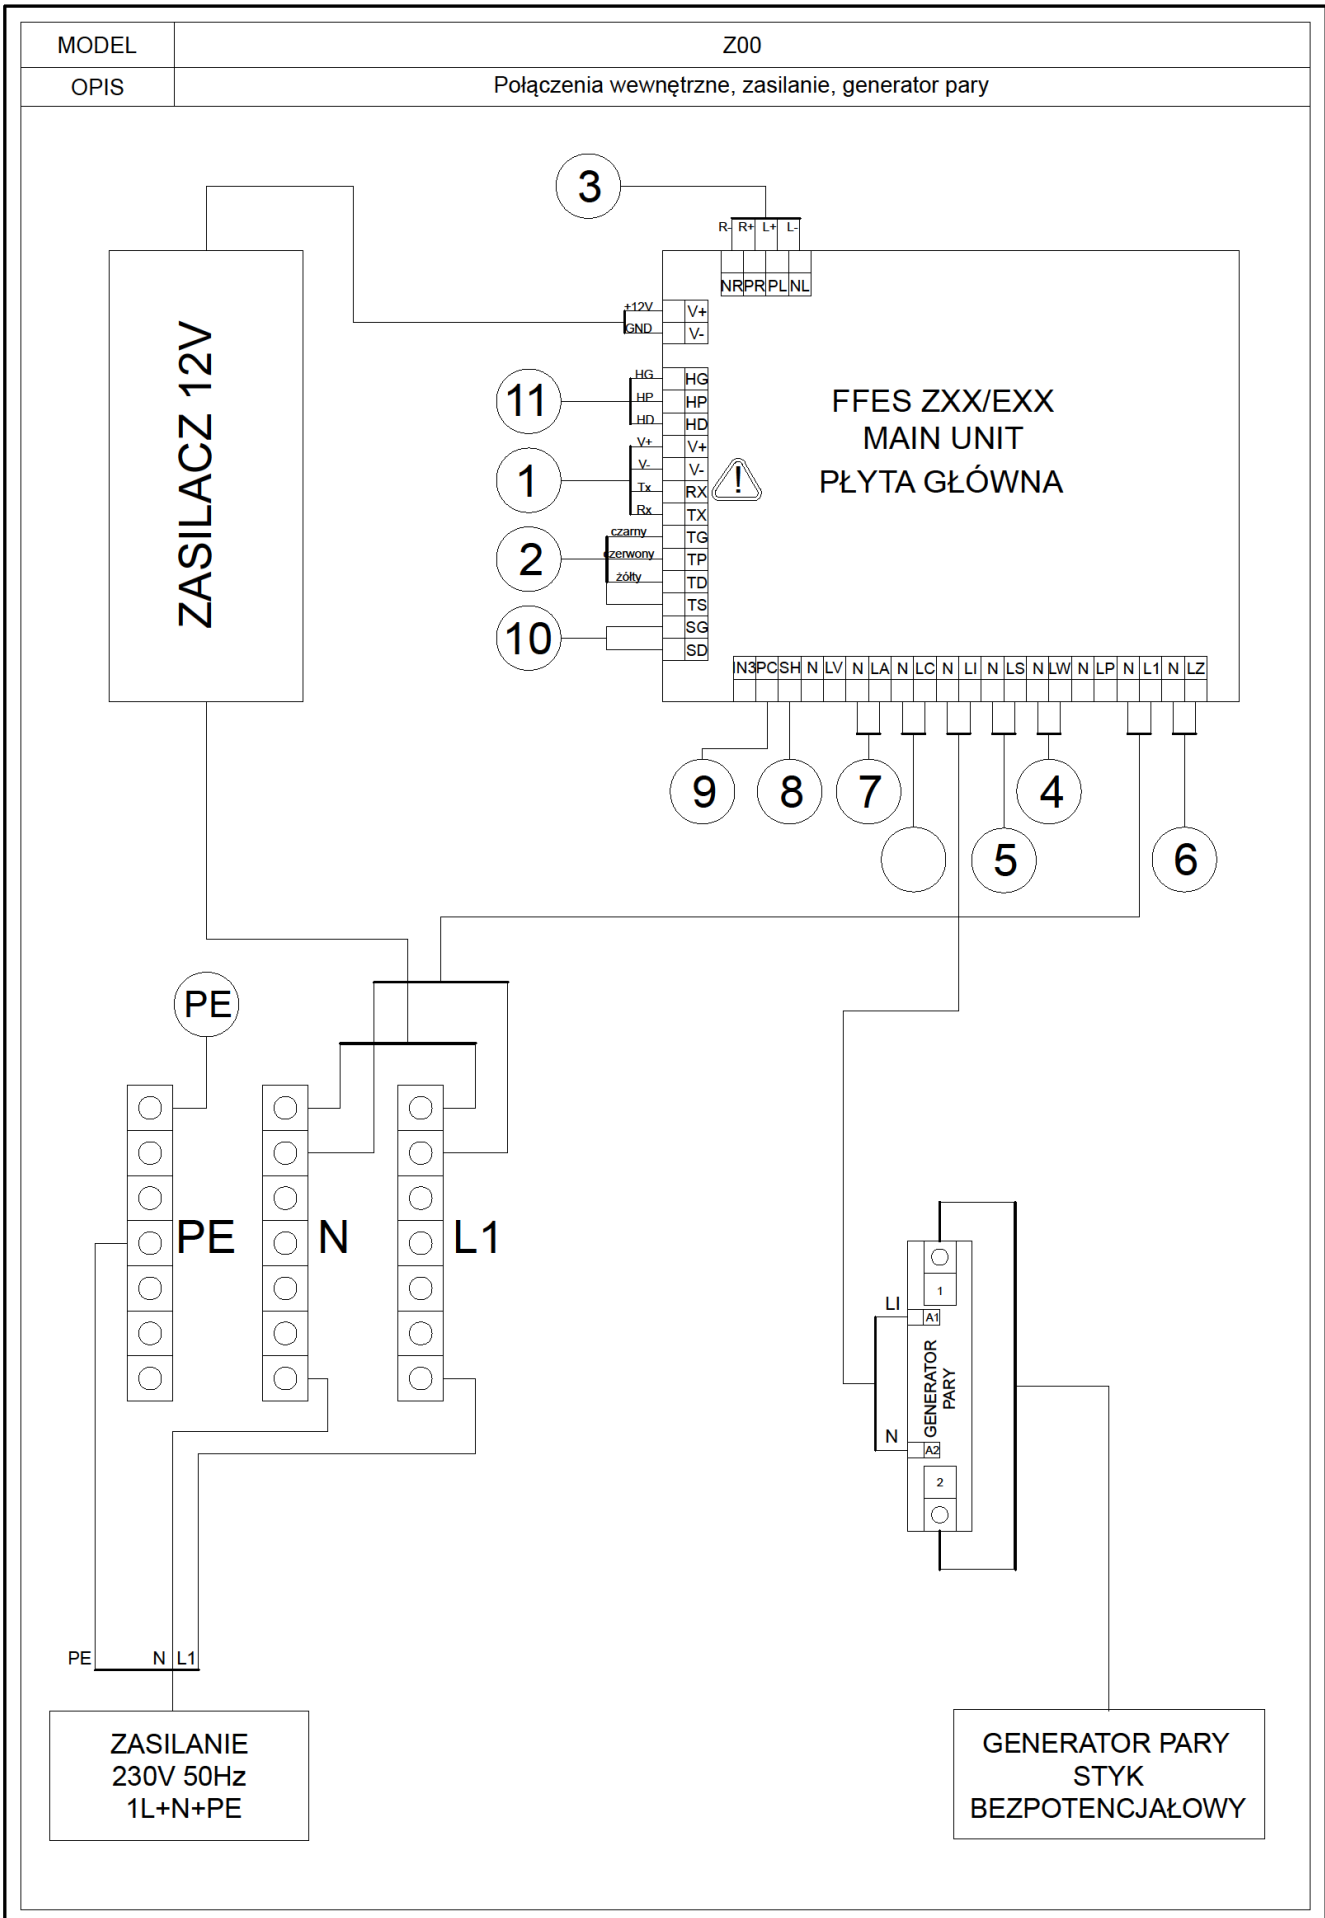 MODEL
Z00
OPIS
Połączenia wewnętrzne, zasilanie, generator pary
3
R- R+ L+ L-
NR PR PL NL
ZASILACZ 12V
+12V
V+
GND
V-
FFES ZXX/EXX
MAIN UNIT
PŁYTA GŁÓWNA
11
HG
HG
HP
HP
HD
HD
1
V+
V+
V-
V-
Tx
RX
!
Rx
TX
2
czarny
TG
czerwony
TP
żółty
TD
TS
10
SG
SD
IN3 PC SH N LV N LA N LC N LI N LS N LW N LP N L1 N LZ
9
8
7
4
5
6
PE
PE
N
L1
1
LI
A1
GENERATOR
PARY
N
A2
2
PE
N
L1
ZASILANIE
230V 50Hz
1L+N+PE
GENERATOR PARY
STYK
BEZPOTENCJAŁOWY